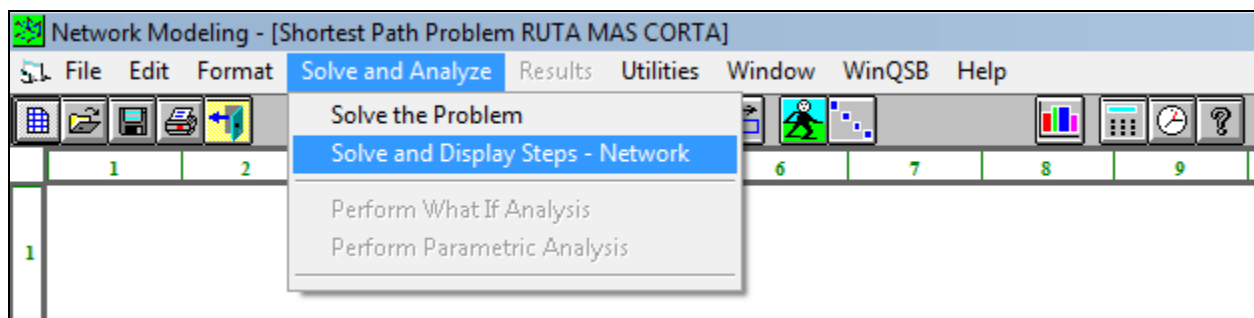 Network Modeling - [Shortest Path Problem RUTA MAS CORTA]
File Edit Format Solve and Analyze Results Utilities Window WinQSB Help
Solve the Problem
Solve and Display Steps - Network
1 2 6 7 8 9
Perform What If Analysis
Perform Parametric Analysis
1